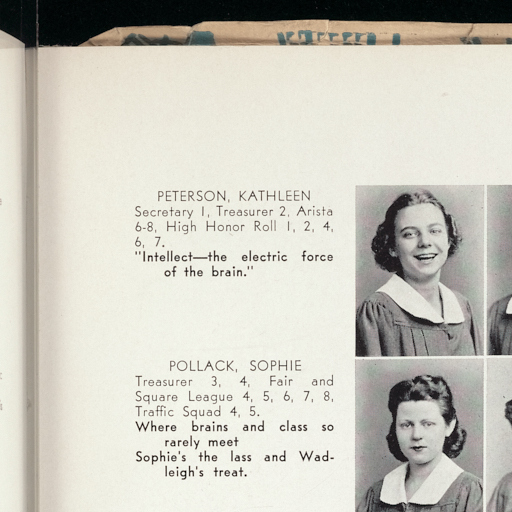 PETERSON, KATHLEEN
Secretary 1, Treasurer 2, Arista
6-8, High Honor Roll 1, 2, 4,
6, 7.
"Intellect—the electric force
of the brain."
POLLACK, SOPHIE
Treasurer 3, 4, Fair and
Square League 4, 5, 6, 7, 8,
Traffic Squad 4, 5.
Where brains and class so
rarely meet
Sophie's the lass and Wad-
leigh's treat.